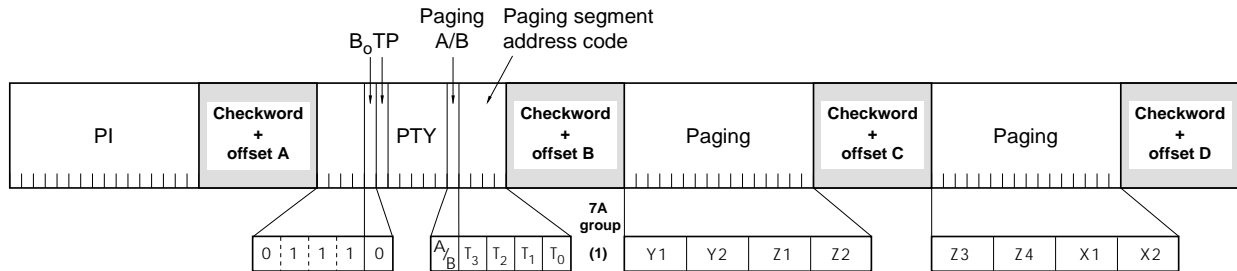 Paging Paging segment
BoTP A/B address code
PI
Checkword
+
offset A
PTY
Checkword
+
offset B
Paging
Checkword
+
offset C
Paging
Checkword
+
offset D
0 1 1 1 0
A/B T3 T2 T1 T0
7A
group
(1)
Y1 Y2 Z1 Z2
Z3 Z4 X1 X2